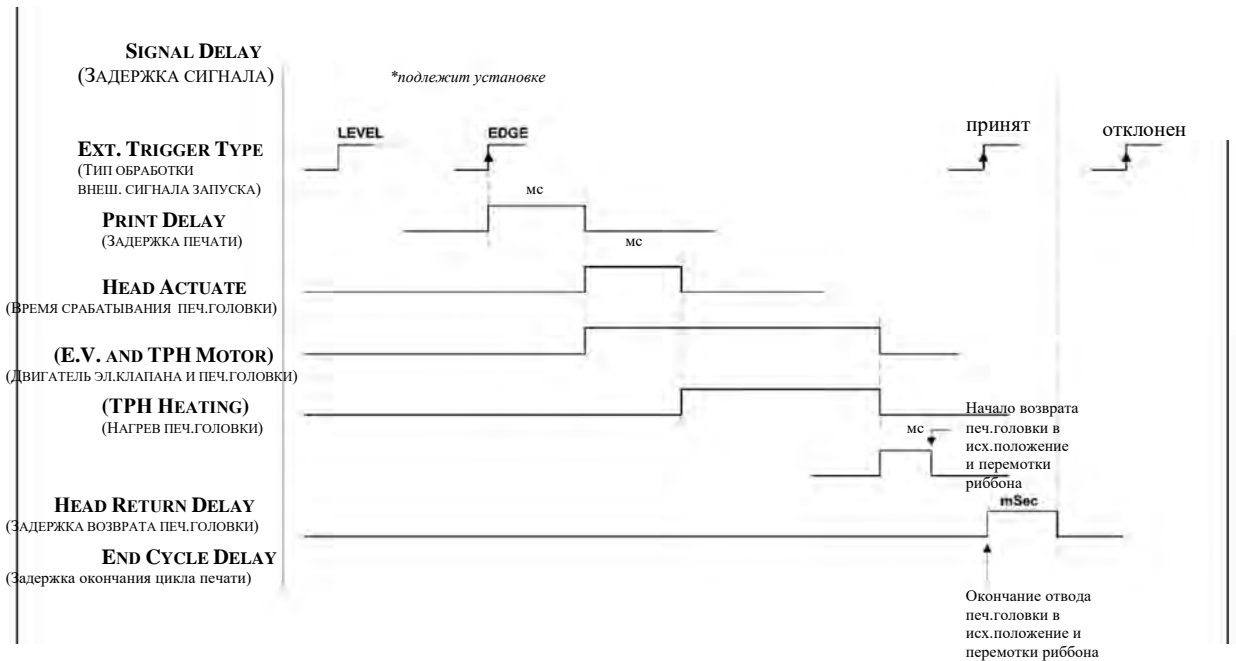 SIGNAL DELAY
(ЗАДЕРЖКА СИГНАЛА)
*подлежит установке
LEVEL
EDGE
принят
отклонен
EXT. TRIGGER TYPE
(ТИП ОБРАБОТКИ
ВНЕШ. СИГНАЛА ЗАПУСКА)
мс
PRINT DELAY
(ЗАДЕРЖКА ПЕЧАТИ)
мс
HEAD ACTUATE
(ВРЕМЯ СРАБАТЫВАНИЯ ПЕЧ.ГОЛОВКИ)
(E.V. AND TPH MOTOR)
(ДВИГАТЕЛЬ ЭЛ.КЛАПАНА И ПЕЧ.ГОЛОВКИ)
(TPH HEATING)
(НАГРЕВ ПЕЧ.ГОЛОВКИ)
мс
Начало возврата
печ.головки в
исх.положение
и перемотки
риббона
HEAD RETURN DELAY
(ЗАДЕРЖКА ВОЗВРАТА ПЕЧ.ГОЛОВКИ)
mSec
END CYCLE DELAY
(Задержка окончания цикла печати)
Окончание отвода
печ.головки в
исх.положение и
перемотки риббона